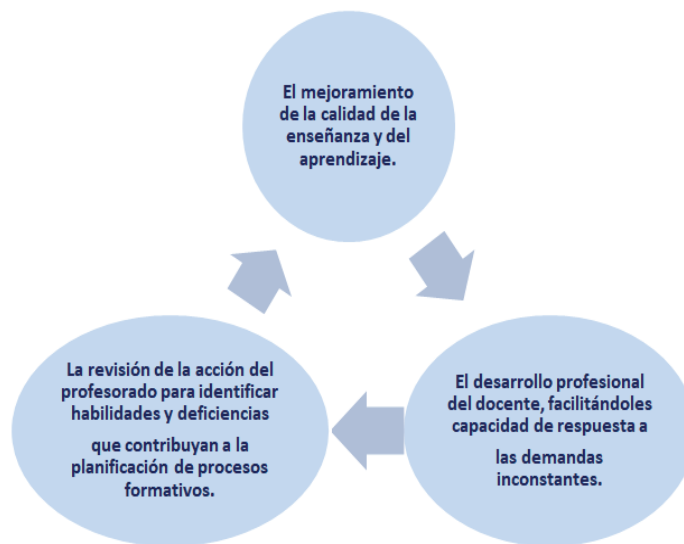 El mejoramiento
de la calidad de la
enseñanza y del
aprendizaje.
El desarrollo profesional
del docente, facilitándoles
capacidad de respuesta a
las demandas
inconstantes.
La revisión de la acción del
profesorado para identificar
habilidades y deficiencias
que contribuyan a la
planificación de procesos
formativos.